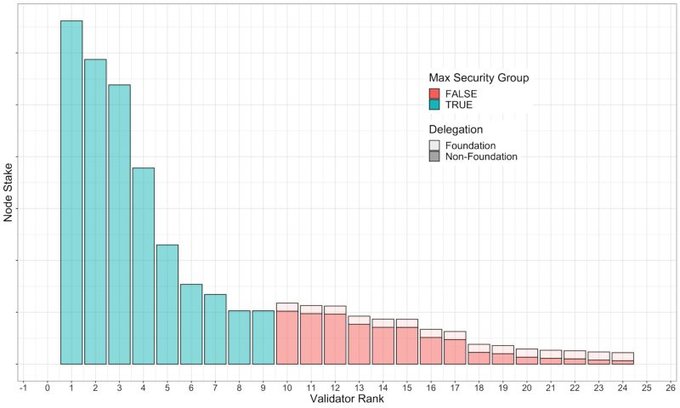 Max Security Group
FALSE
TRUE
Delegation
Foundation
Non-Foundation
Node Stake
-1 0 1 2 3 4 5 6 7 8 9 10 11 12 13 14 15 16 17 18 19 20 21 22 23 24 25 26
Validator Rank